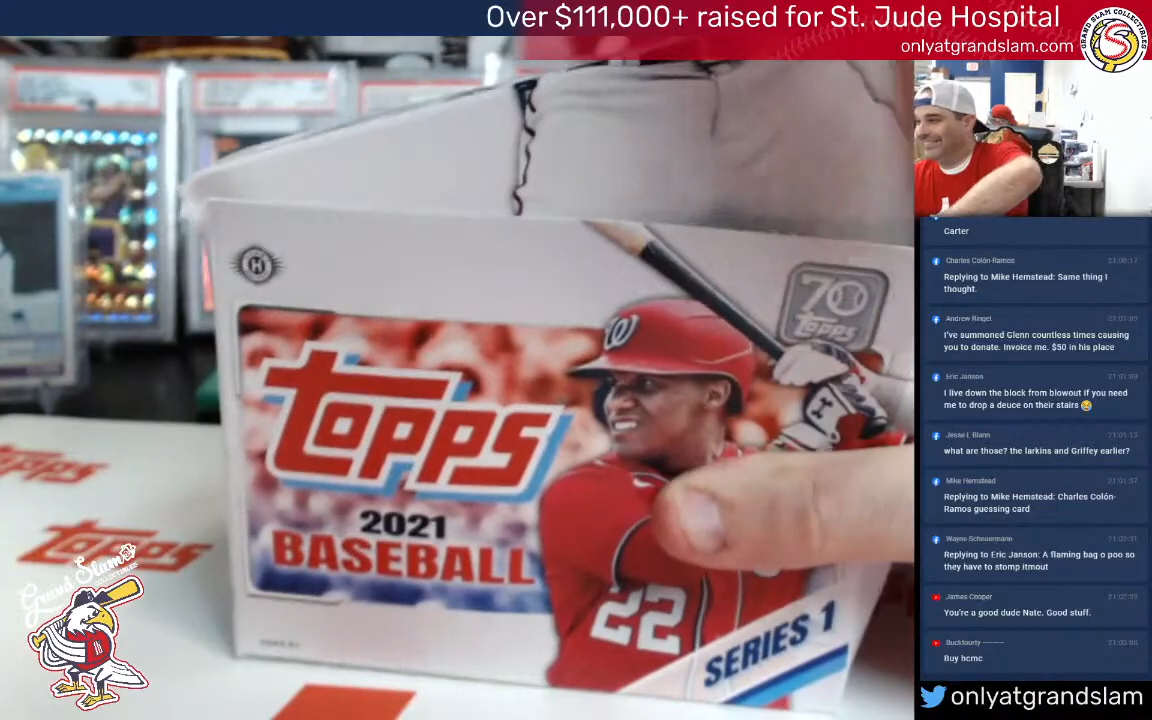 Over $111,000+ raised for St. Jude Hospital
onlyatgrandslam.com
GRAND SLAM COLLECTIBLES
S
H
70
Topps
W
Topps
2021
BASEBALL
22
SERIES 1
Topps
Grand Slam
COLLECTIBLES
Carter
Charles Colón-Ramos
Replying to Mike Hemstead: Same thing I
thought.
Andrew Ringel
I've summoned Glenn countless times causing
you to donate. Invoice me. $50 in his place
Eric Janson
I live down the block from blowout if you need
me to drop a deuce on their stairs 😂
Jesse L Blann
what are those? the larkins and Griffey earlier?
Mike Hemstead
Replying to Mike Hemstead: Charles Colón-
Ramos guessing card
Wayne Scheuermann
Replying to Eric Janson: A flaming bag o poo so
they have to stomp itmout
James Cooper
You're a good dude Nate. Good stuff.
Buckfourty
Buy hcmc
onlyatgrandslam